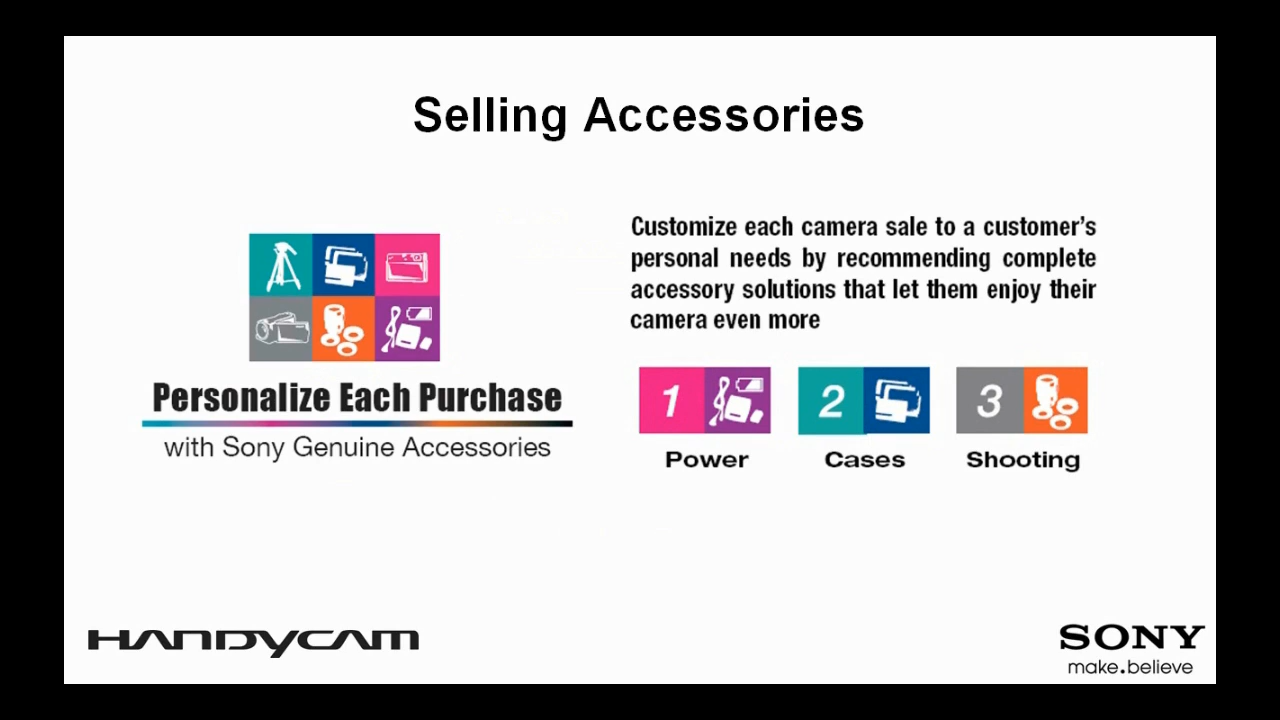 Selling Accessories
Personalize Each Purchase
with Sony Genuine Accessories
Customize each camera sale to a customer's
personal needs by recommending complete
accessory solutions that let them enjoy their
camera even more
1 2 3
Power Cases Shooting
HANDYCAM
SONY
make.believe